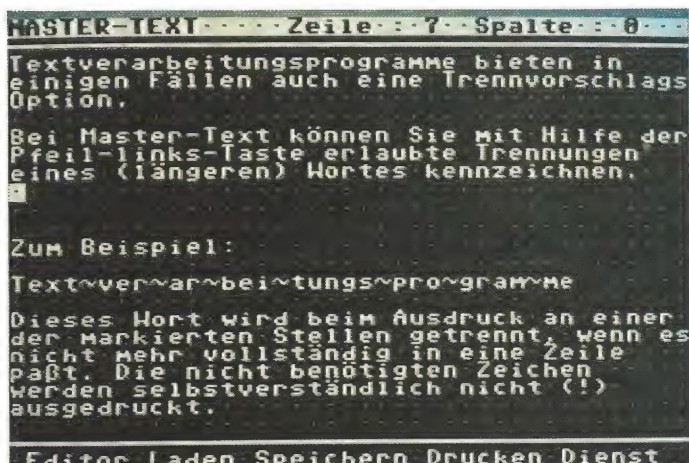 MASTER-TEXT Zeile : 7 Spalte : 0
Textverarbeitungsprogramme bieten in
einigen Fällen auch eine Trennvorschlags
Option.
Bei Master-Text können Sie mit Hilfe der
Pfeil-links-Taste erlaubte Trennungen
eines (längeren) Wortes kennzeichnen.
Zum Beispiel:
Text~ver~ar~bei~tungs~pro~gram~me
Dieses Wort wird beim Ausdruck an einer
der markierten Stellen getrennt, wenn es
nicht mehr vollständig in eine Zeile
paßt. Die nicht benötigten Zeichen
werden selbstverständlich nicht (!)
ausgedruckt.
Editor Laden Speichern Drucken Dienst